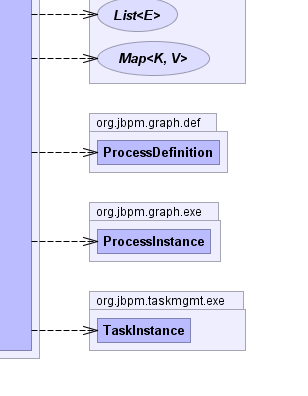 List<E>
Map<K, V>
org.jbpm.graph.def
ProcessDefinition
org.jbpm.graph.exe
ProcessInstance
org.jbpm.taskmgmt.exe
TaskInstance